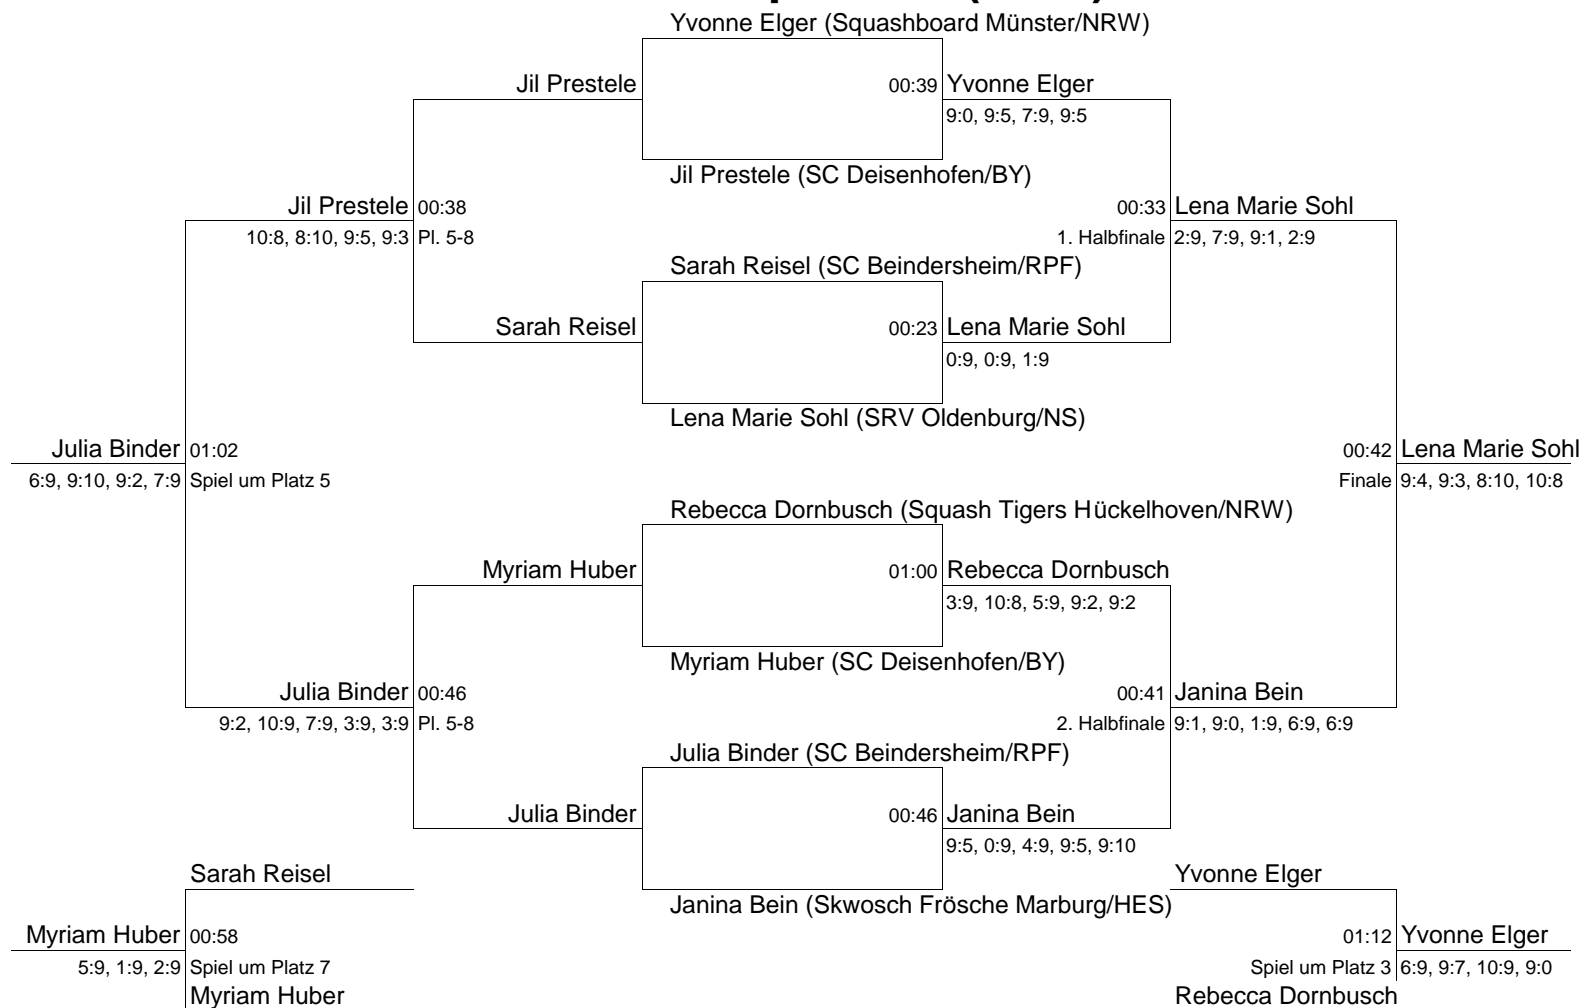 Yvonne Elger (Squashboard Münster/NRW)
Jil Prestele
00:39 Yvonne Elger
9:0, 9:5, 7:9, 9:5
Jil Prestele (SC Deisenhofen/BY)
Jil Prestele 00:38
00:33 Lena Marie Sohl
10:8, 8:10, 9:5, 9:3 Pl. 5-8
1. Halbfinale 2:9, 7:9, 9:1, 2:9
Sarah Reisel (SC Beindersheim/RPF)
Sarah Reisel
00:23 Lena Marie Sohl
0:9, 0:9, 1:9
Lena Marie Sohl (SRV Oldenburg/NS)
Julia Binder 01:02
00:42 Lena Marie Sohl
6:9, 9:10, 9:2, 7:9 Spiel um Platz 5
Finale 9:4, 9:3, 8:10, 10:8
Rebecca Dornbusch (Squash Tigers Hückelhoven/NRW)
Myriam Huber
01:00 Rebecca Dornbusch
3:9, 10:8, 5:9, 9:2, 9:2
Myriam Huber (SC Deisenhofen/BY)
Julia Binder 00:46
00:41 Janina Bein
9:2, 10:9, 7:9, 3:9, 3:9 Pl. 5-8
2. Halbfinale 9:1, 9:0, 1:9, 6:9, 6:9
Julia Binder (SC Beindersheim/RPF)
Julia Binder
00:46 Janina Bein
9:5, 0:9, 4:9, 9:5, 9:10
Sarah Reisel
Yvonne Elger
Janina Bein (Skwosch Frösche Marburg/HES)
Myriam Huber 00:58
01:12 Yvonne Elger
5:9, 1:9, 2:9 Spiel um Platz 7
Spiel um Platz 3 6:9, 9:7, 10:9, 9:0
Myriam Huber
Rebecca Dornbusch